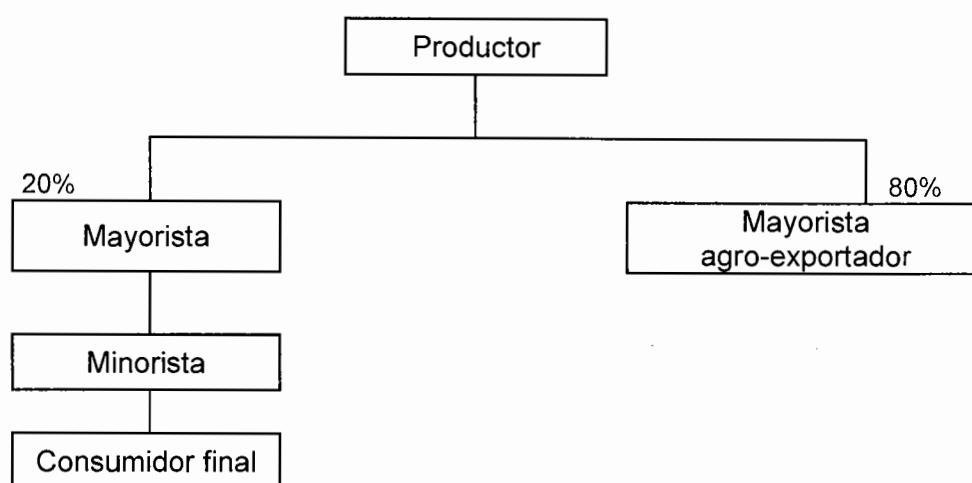 Productor
20%
80%
Mayorista
Mayorista
agro-exportador
Minorista
Consumidor final